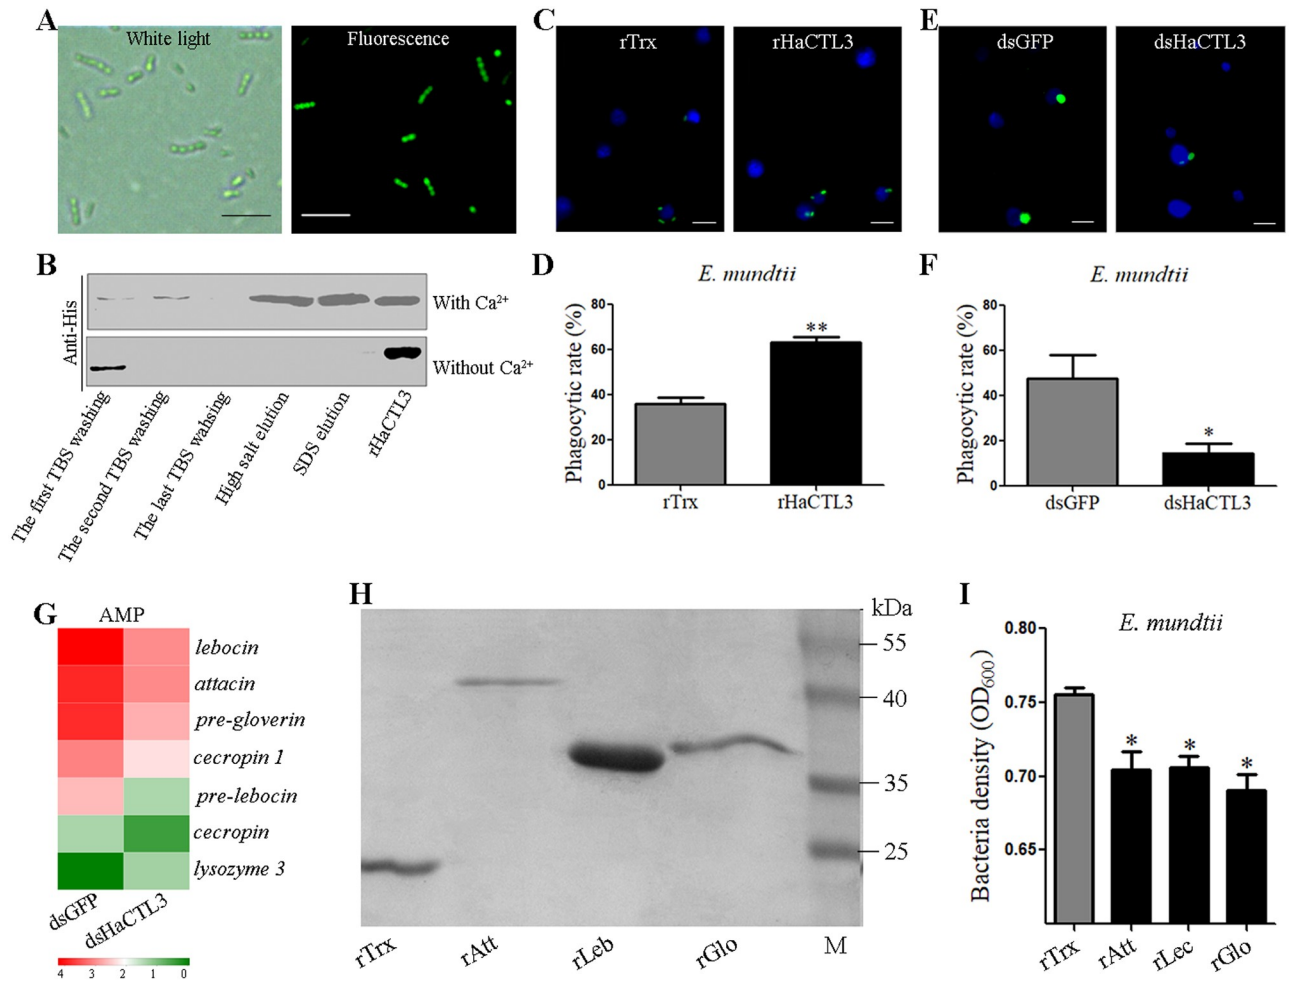 A
White light
Fluorescence
C
rTrx
rHaCTL3
E
dsGFP
dsHaCTL3
B
Anti-His
With Ca²⁺
Without Ca²⁺
The first TBS washing
The second TBS washing
The last TBS wahsing
High salt elution
SDS elution
rHaCTL3
D
E. mundtii
Phagocytic rate (%)
80
60
40
20
0
**
rTrx
rHaCTL3
F
E. mundtii
Phagocytic rate (%)
80
60
40
20
0
*
dsGFP
dsHaCTL3
G
AMP
lebocin
attacin
pre-gloverin
cecropin 1
pre-lebocin
cecropin
lysozyme 3
dsGFP
dsHaCTL3
4 3 2 1 0
H
kDa
55
40
35
25
rTrx
rAtt
rLeb
rGlo
M
I
E. mundtii
Bacteria density (OD₆₀₀)
0.80
0.75
0.70
0.65
* * *
rTrx
rAtt
rLec
rGlo